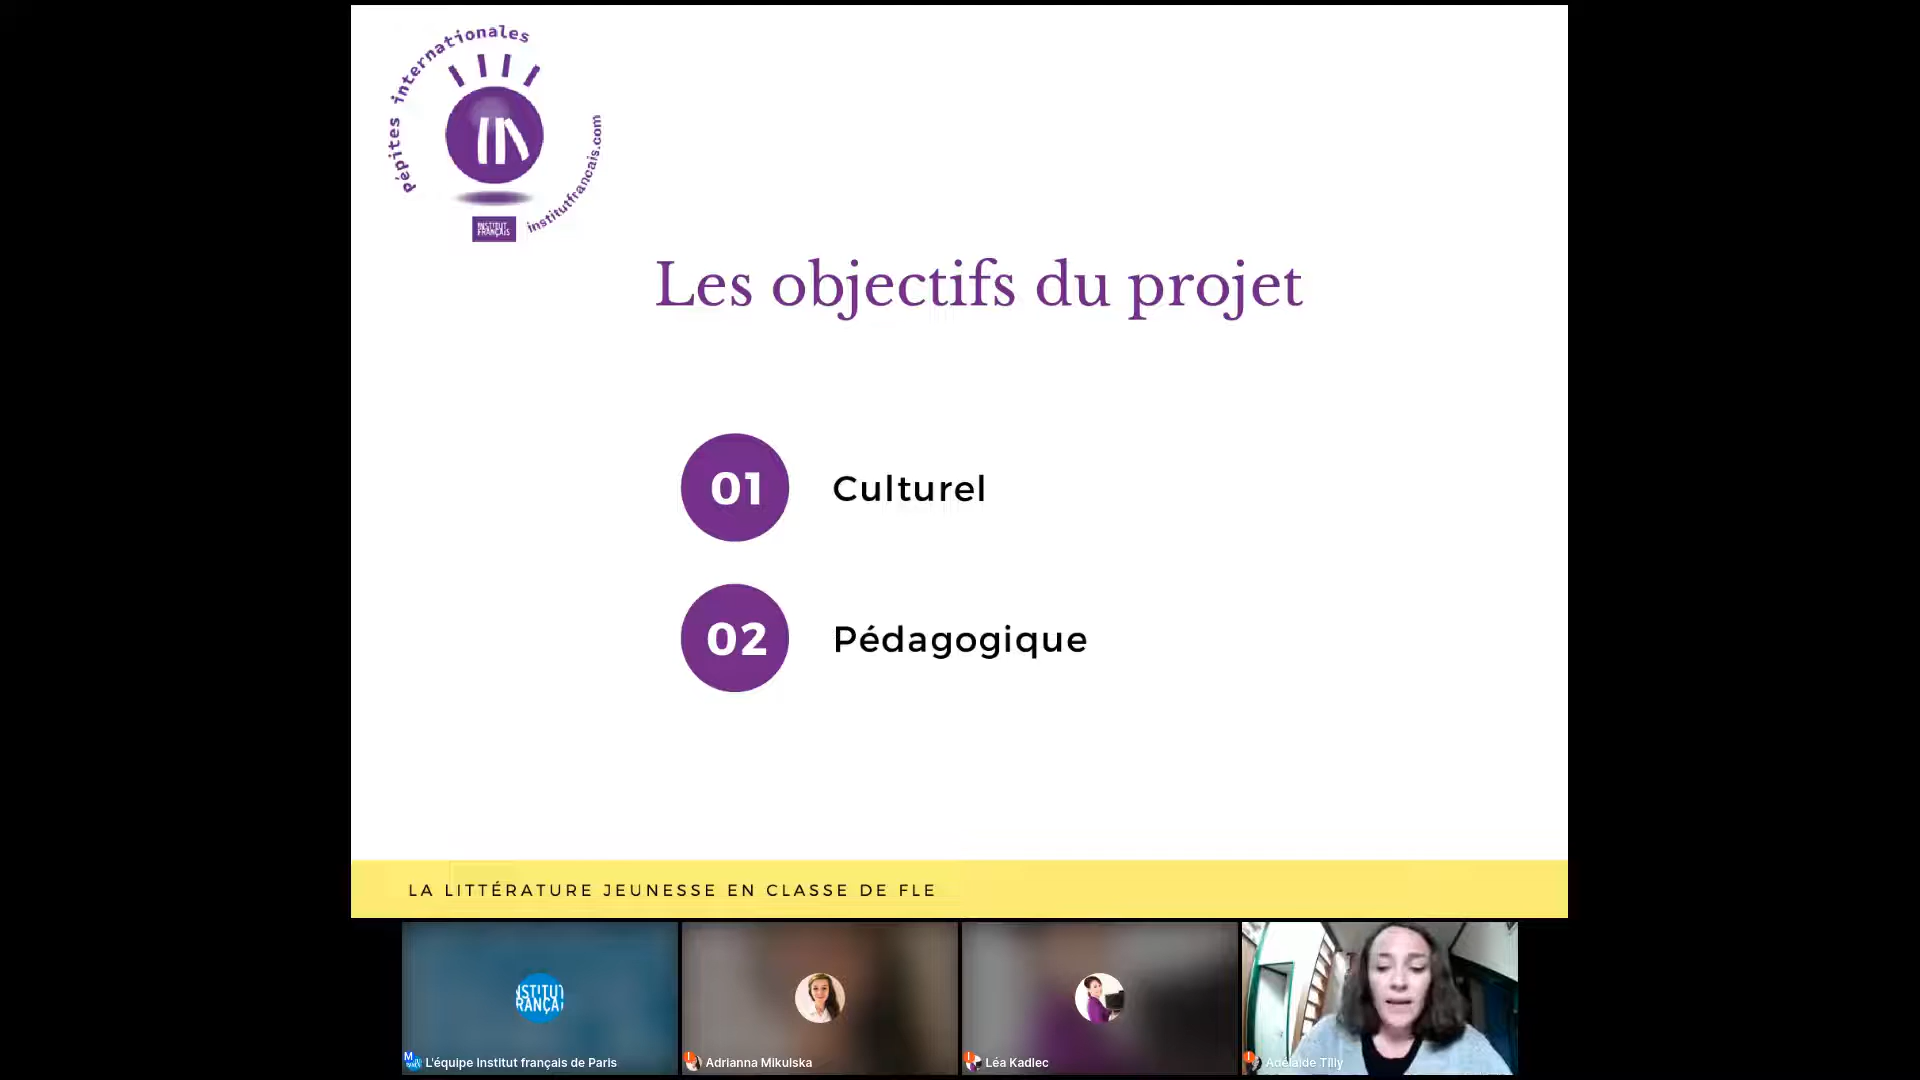 Pépites internationales
institutfrancais.com
INSTITUT
FRANÇAIS
Les objectifs du projet
01 Culturel
02 Pédagogique
LA LITTÉRATURE JEUNESSE EN CLASSE DE FLE
M L'équipe Institut français de Paris
I Adrianna Mikulska
I Léa Kadlec
I Adélaïde Tilly